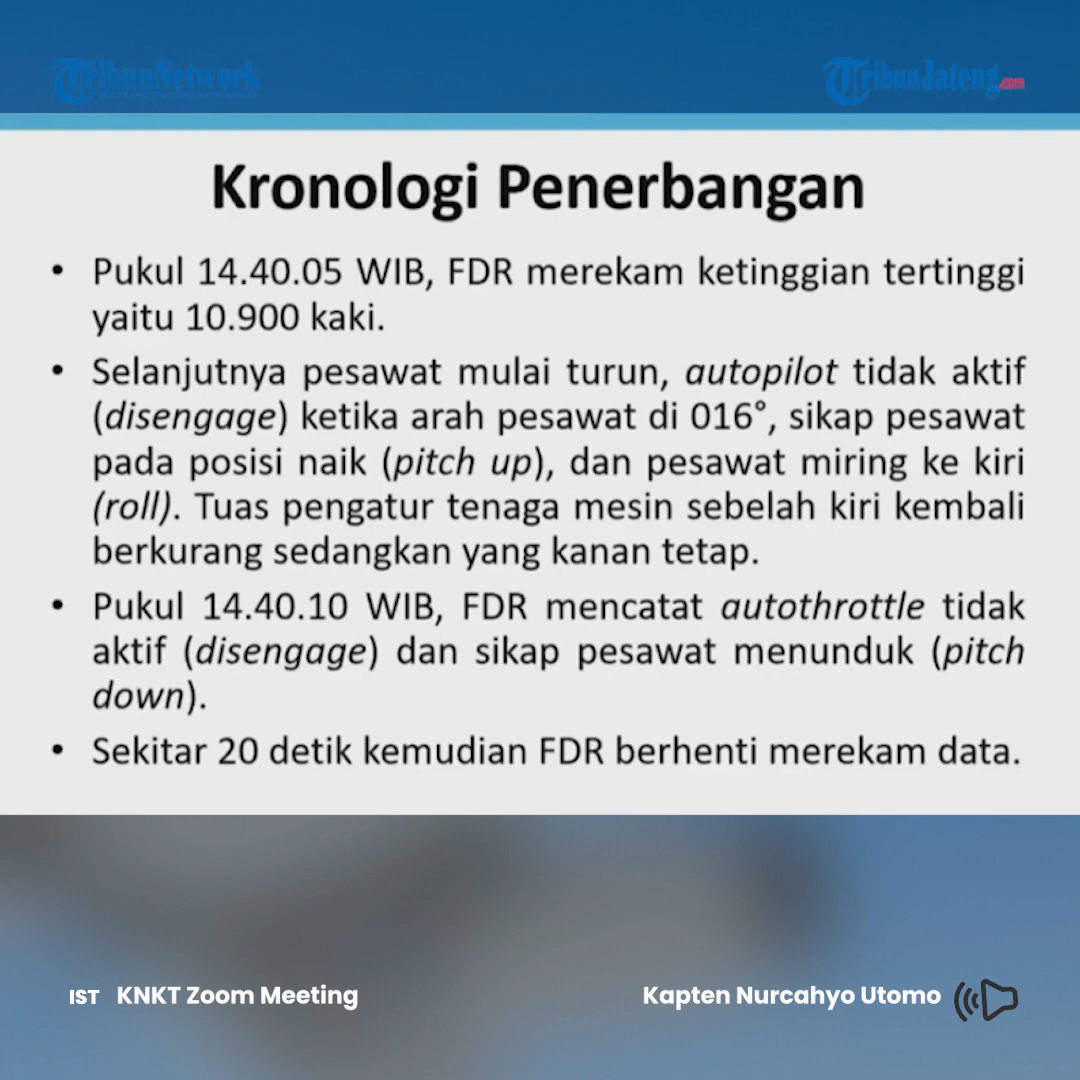 TribunNetwork
TribunJateng.com
Kronologi Penerbangan
• Pukul 14.40.05 WIB, FDR merekam ketinggian tertinggi
yaitu 10.900 kaki.
• Selanjutnya pesawat mulai turun, autopilot tidak aktif
(disengage) ketika arah pesawat di 016°, sikap pesawat
pada posisi naik (pitch up), dan pesawat miring ke kiri
(roll). Tuas pengatur tenaga mesin sebelah kiri kembali
berkurang sedangkan yang kanan tetap.
• Pukul 14.40.10 WIB, FDR mencatat autothrottle tidak
aktif (disengage) dan sikap pesawat menunduk (pitch
down).
• Sekitar 20 detik kemudian FDR berhenti merekam data.
IST KNKT Zoom Meeting
Kapten Nurcahyo Utomo